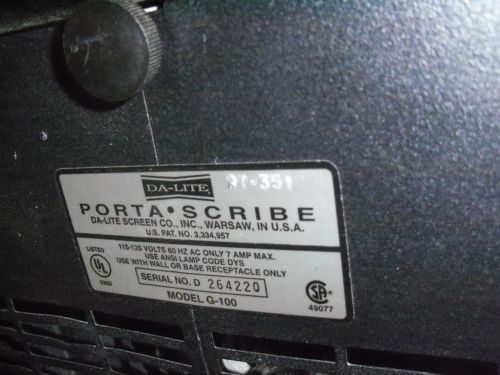 DA-LITE
97-351
PORTA•SCRIBE
DA-LITE SCREEN CO., INC., WARSAW, IN U.S.A.
U.S. PAT. NO. 3,334,957
LISTED
UL
115-120 VOLTS 60 HZ AC ONLY 7 AMP MAX.
USE ANSI LAMP CODE DYS
USE WITH WALL OR BASE RECEPTACLE ONLY
SERIAL NO. D 264220
MODEL G-100
SA
49077